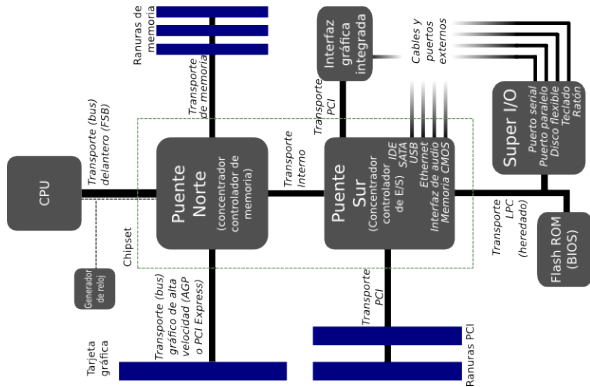 CPU
Transporte (bus)
delantero (FSB)
Generador
de reloj
Chipset
Ranuras de
memoria
Transporte
de memoria
Puente
Norte
(concentrador
controlador de
memoria)
Transporte (bus)
gráfico de alta
velocidad (AGP
o PCI Express)
Tarjeta
gráfica
Transporte
Interno
Interfaz
gráfica
integrada
Transporte
PCI
Puente
Sur
(Concentrador
controlador
de E/S)
IDE
SATA
USB
Ethernet
Interfaz de audio
Memoria CMOS
Transporte
PCI
Ranuras PCI
Cables y
puertos
externos
Super I/O
Puerto serial
Puerto paralelo
Disco flexible
Teclado
Ratón
Transporte
LPC
(heredado)
Flash ROM
(BIOS)